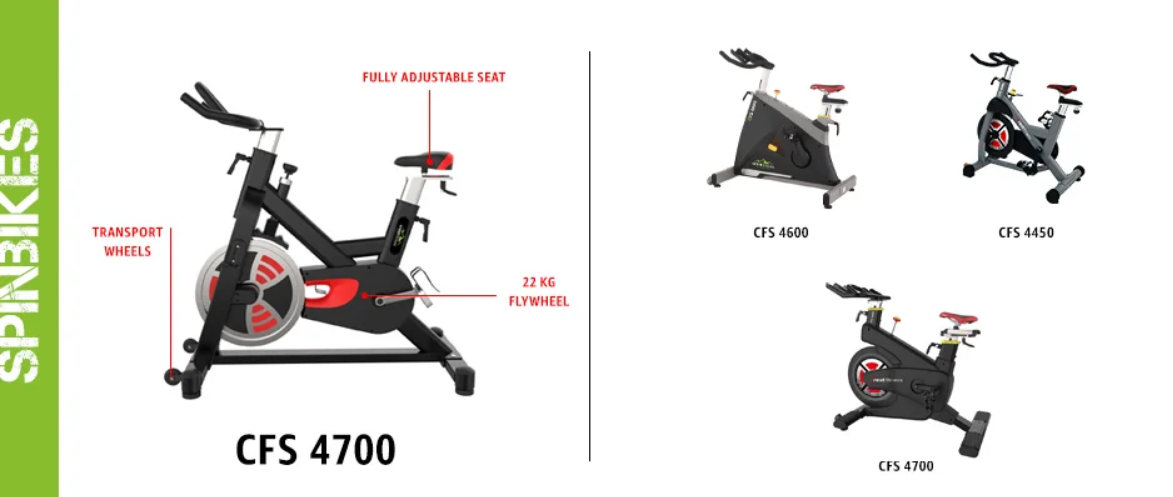 SPINBIKES
FULLY ADJUSTABLE SEAT
TRANSPORT
WHEELS
22 KG
FLYWHEEL
CFS 4700
CFS 4600
CFS 4450
CFS 4700